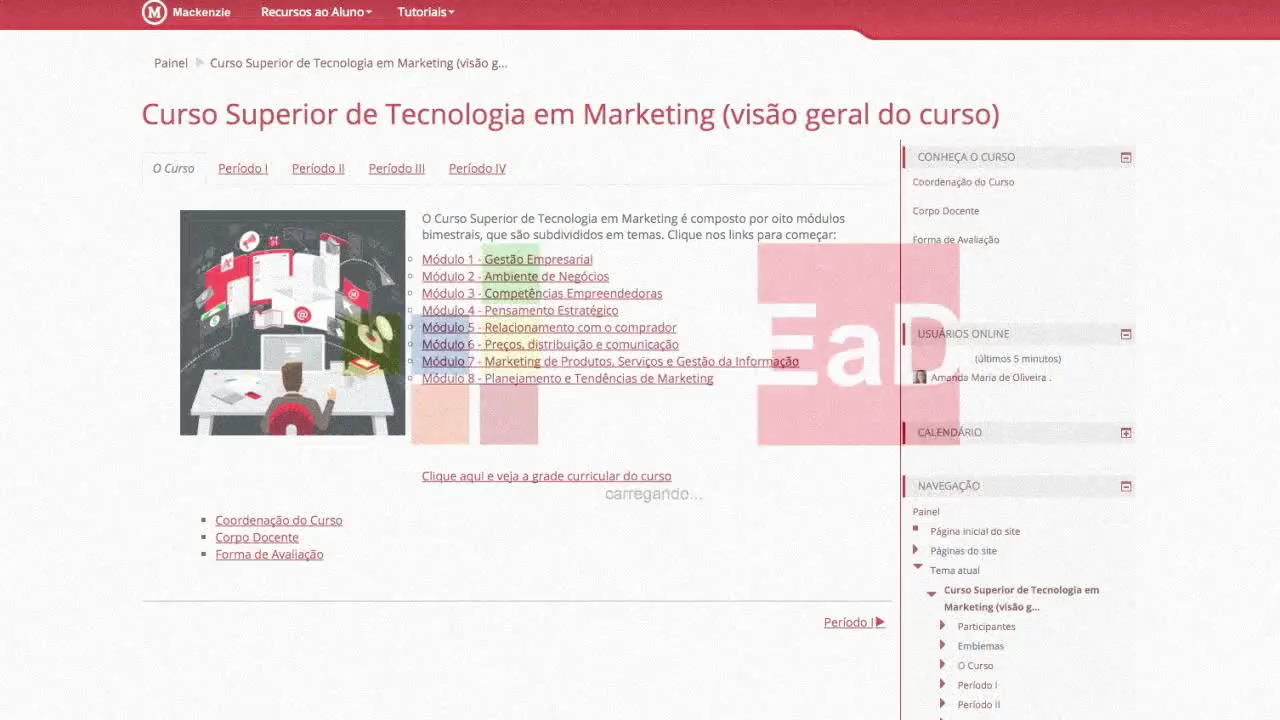 Mackenzie Recursos ao Aluno Tutoriais
Painel Curso Superior de Tecnologia em Marketing (visão g...
Curso Superior de Tecnologia em Marketing (visão geral do curso)
O Curso Período I Período II Período III Período IV
O Curso Superior de Tecnologia em Marketing é composto por oito módulos
bimestrais, que são subdivididos em temas. Clique nos links para começar:
Módulo 1 - Gestão Empresarial
Módulo 2 - Ambiente de Negócios
Módulo 3 - Competências Empreendedoras
Módulo 4 - Pensamento Estratégico
Módulo 5 - Relacionamento com o comprador
Módulo 6 - Preços, distribuição e comunicação
Módulo 7 - Marketing de Produtos, Serviços e Gestão da Informação
Módulo 8 - Planejamento e Tendências de Marketing
EaD
Clique aqui e veja a grade curricular do curso
carregando...
Coordenação do Curso
Corpo Docente
Forma de Avaliação
Período I
CONHEÇA O CURSO
Coordenação do Curso
Corpo Docente
Forma de Avaliação
USUÁRIOS ONLINE
(últimos 5 minutos)
Amanda Maria de Oliveira .
CALENDÁRIO
NAVEGAÇÃO
Painel
Página inicial do site
Páginas do site
Tema atual
Curso Superior de Tecnologia em
Marketing (visão g...
Participantes
Emblemas
O Curso
Período I
Período II